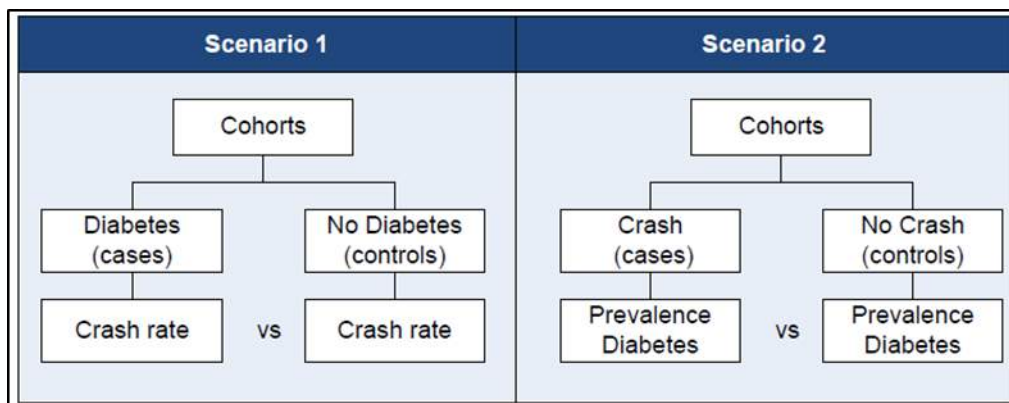 Scenario 1
Scenario 2
Cohorts
Cohorts
Diabetes
(cases)
No Diabetes
(controls)
Crash
(cases)
No Crash
(controls)
Crash rate
vs
Crash rate
Prevalence
Diabetes
vs
Prevalence
Diabetes